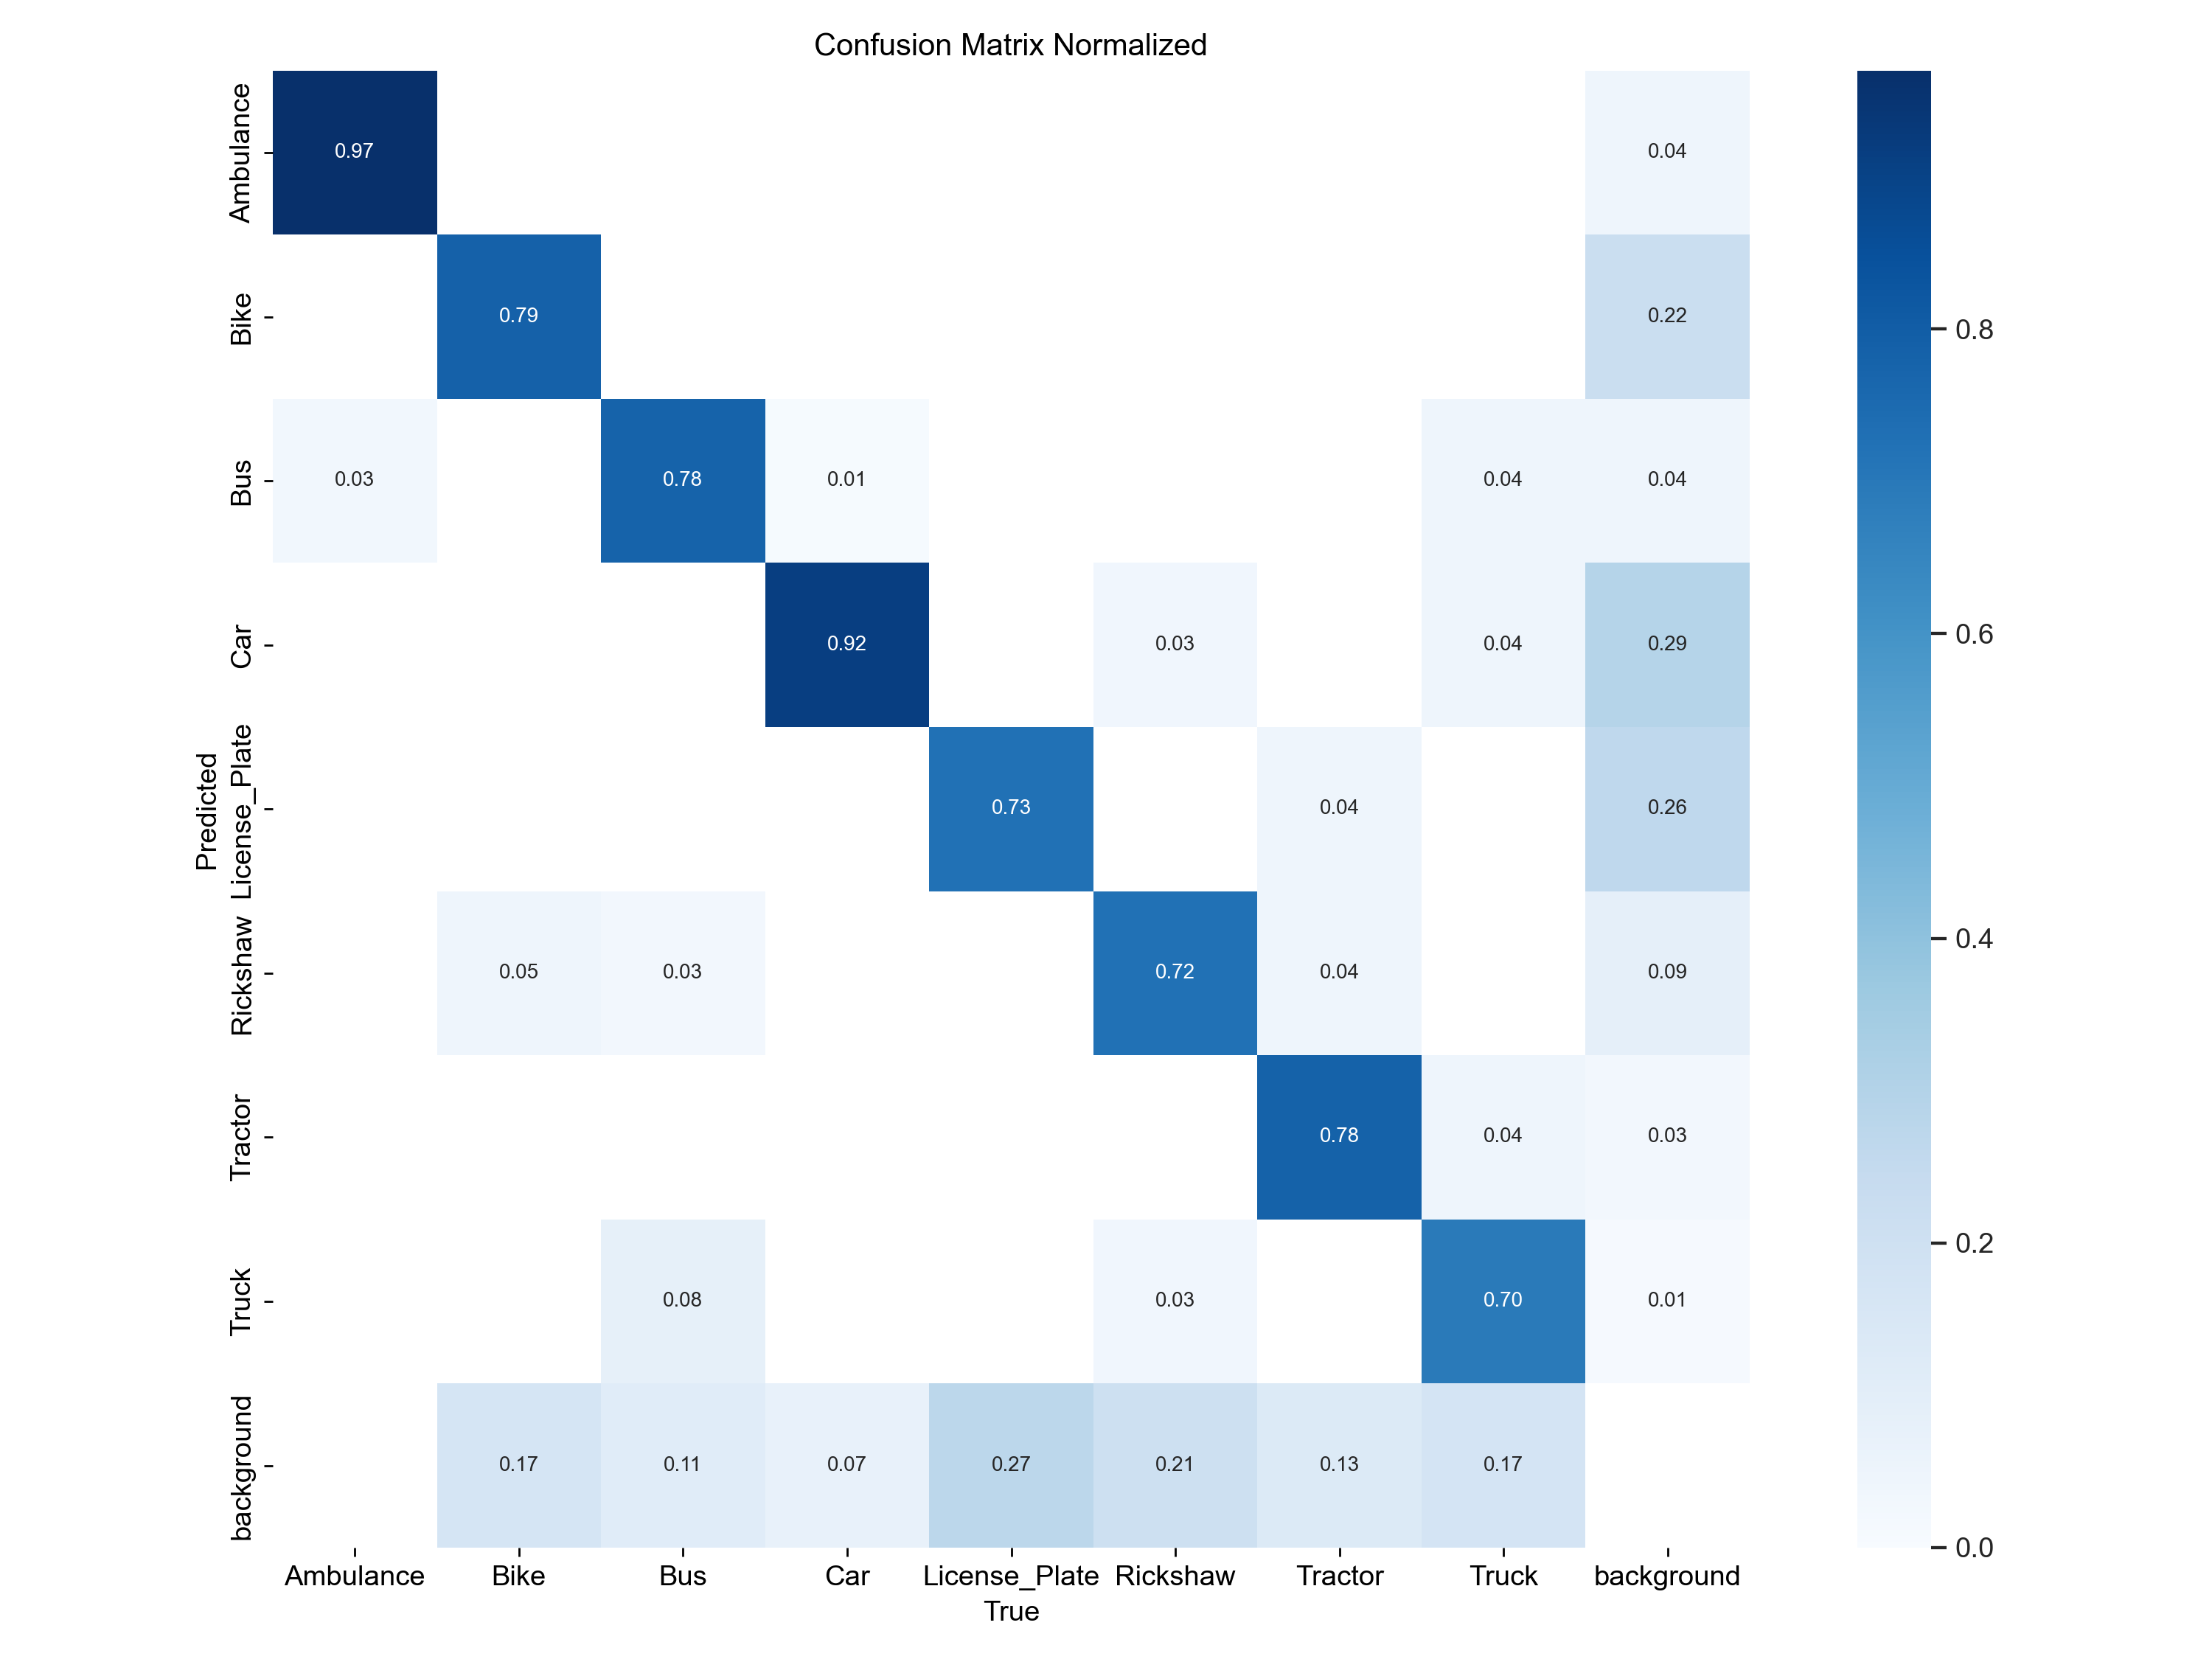 Confusion Matrix Normalized
Ambulance 0.97 0.04
Bike 0.79 0.22
0.8
Bus 0.03 0.78 0.01 0.04 0.04
Car 0.92 0.03 0.04 0.29
0.6
Predicted
License_Plate 0.73 0.04 0.26
0.4
Rickshaw 0.05 0.03 0.72 0.04 0.09
Tractor 0.78 0.04 0.03
0.2
Truck 0.08 0.03 0.70 0.01
background 0.17 0.11 0.07 0.27 0.21 0.13 0.17
0.0
Ambulance Bike Bus Car License_Plate Rickshaw Tractor Truck background
True